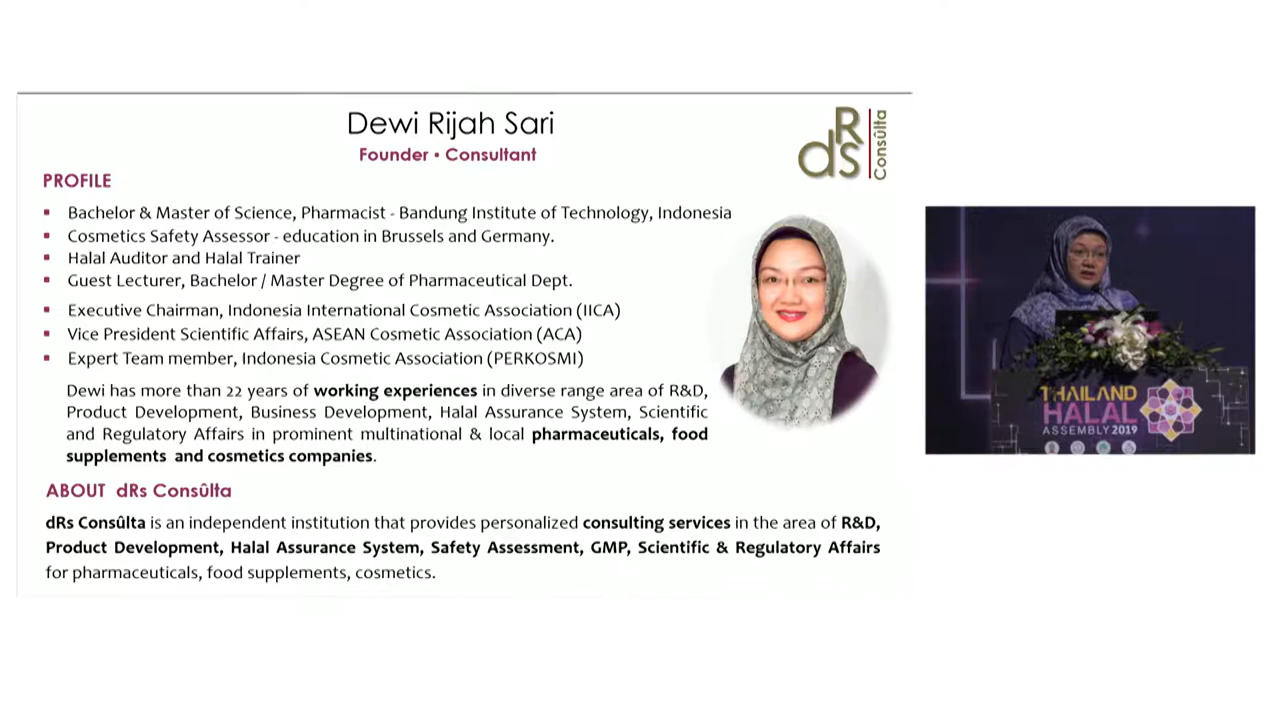 Dewi Rijah Sari
Founder • Consultant
dRs Consûlta
PROFILE
▪ Bachelor & Master of Science, Pharmacist - Bandung Institute of Technology, Indonesia
▪ Cosmetics Safety Assessor - education in Brussels and Germany.
▪ Halal Auditor and Halal Trainer
▪ Guest Lecturer, Bachelor / Master Degree of Pharmaceutical Dept.
▪ Executive Chairman, Indonesia International Cosmetic Association (IICA)
▪ Vice President Scientific Affairs, ASEAN Cosmetic Association (ACA)
▪ Expert Team member, Indonesia Cosmetic Association (PERKOSMI)
Dewi has more than 22 years of working experiences in diverse range area of R&D,
Product Development, Business Development, Halal Assurance System, Scientific
and Regulatory Affairs in prominent multinational & local pharmaceuticals, food
supplements and cosmetics companies.
ABOUT dRs Consûlta
dRs Consûlta is an independent institution that provides personalized consulting services in the area of R&D,
Product Development, Halal Assurance System, Safety Assessment, GMP, Scientific & Regulatory Affairs
for pharmaceuticals, food supplements, cosmetics.
THAILAND
HALAL
ASSEMBLY 2019